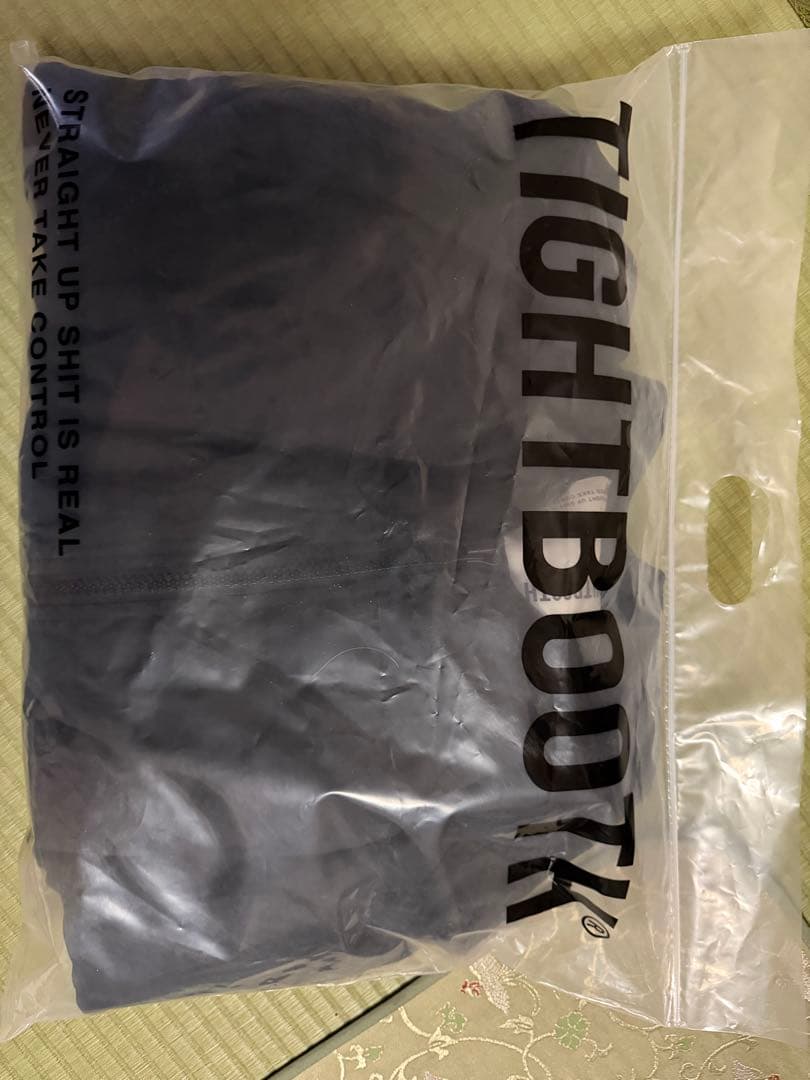 TIGHTBOOTH®
STRAIGHT UP SHIT IS REAL
NEVER TAKE CONTROL